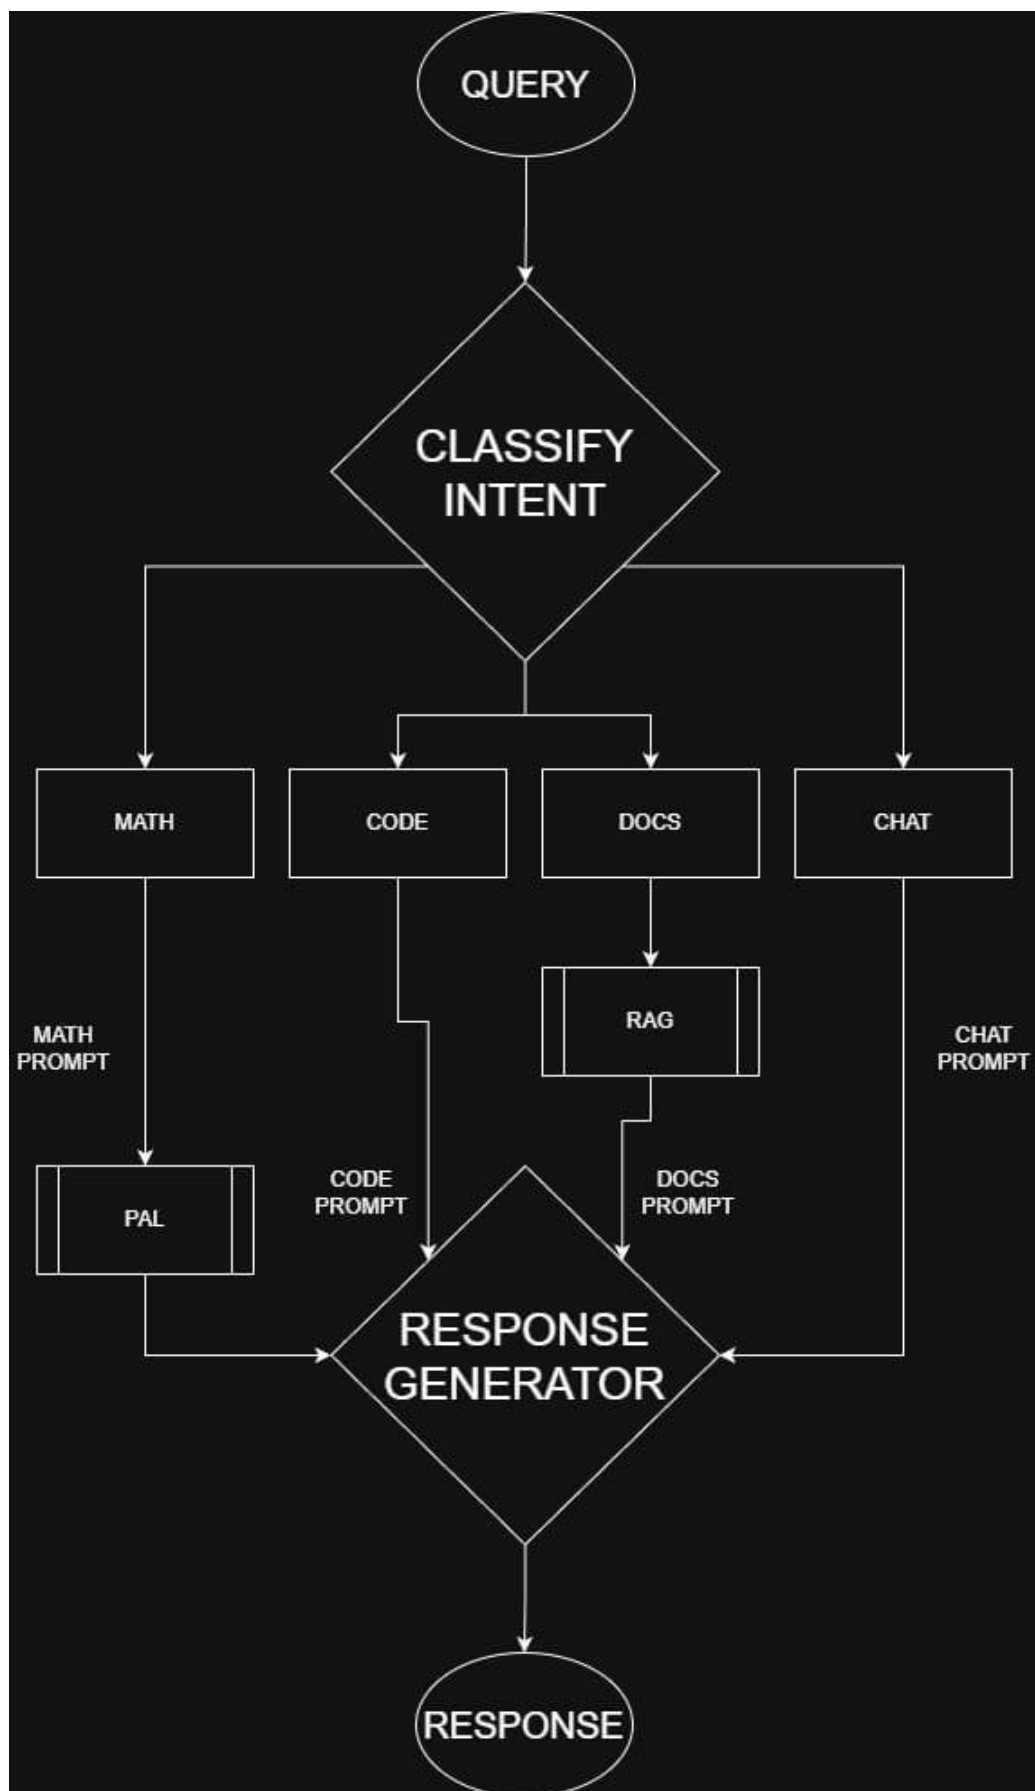 QUERY
CLASSIFY
INTENT
MATH
CODE
DOCS
CHAT
RAG
MATH
PROMPT
CHAT
PROMPT
CODE
PROMPT
DOCS
PROMPT
PAL
RESPONSE
GENERATOR
RESPONSE